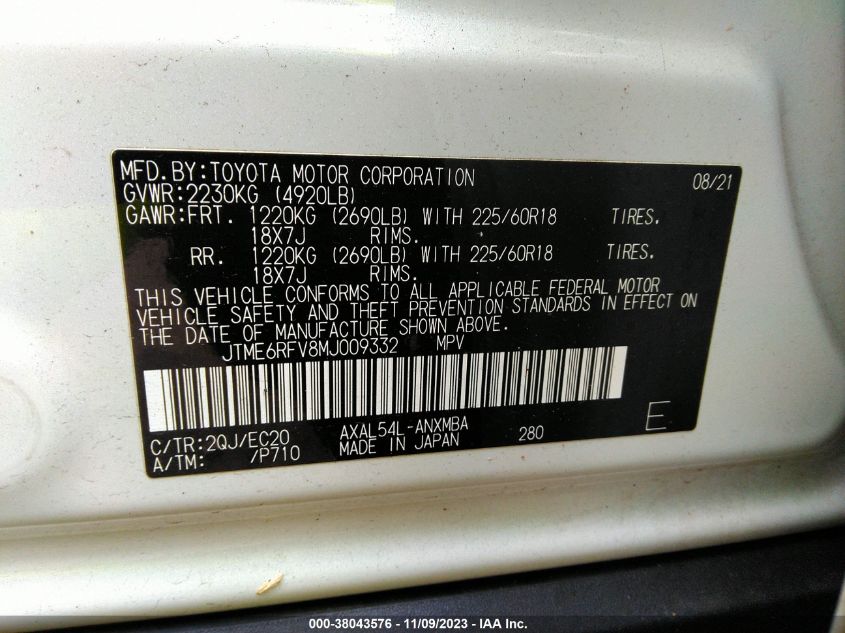 MFD.BY:TOYOTA MOTOR CORPORATION 08/21
GVWR:2230KG (4920LB)
GAWR:FRT. 1220KG (2690LB) WITH 225/60R18 TIRES.
18X7J RIMS.
RR. 1220KG (2690LB) WITH 225/60R18 TIRES.
18X7J RIMS.
THIS VEHICLE CONFORMS TO ALL APPLICABLE FEDERAL MOTOR
VEHICLE SAFETY AND THEFT PREVENTION STANDARDS IN EFFECT ON
THE DATE OF MANUFACTURE SHOWN ABOVE.
JTME6RFV8MJ009332 MPV
C/TR:2QJ/EC20 AXAL54L-ANXMBA 280 E
A/TM: /P710 MADE IN JAPAN
000-38043576 - 11/09/2023 - IAA Inc.